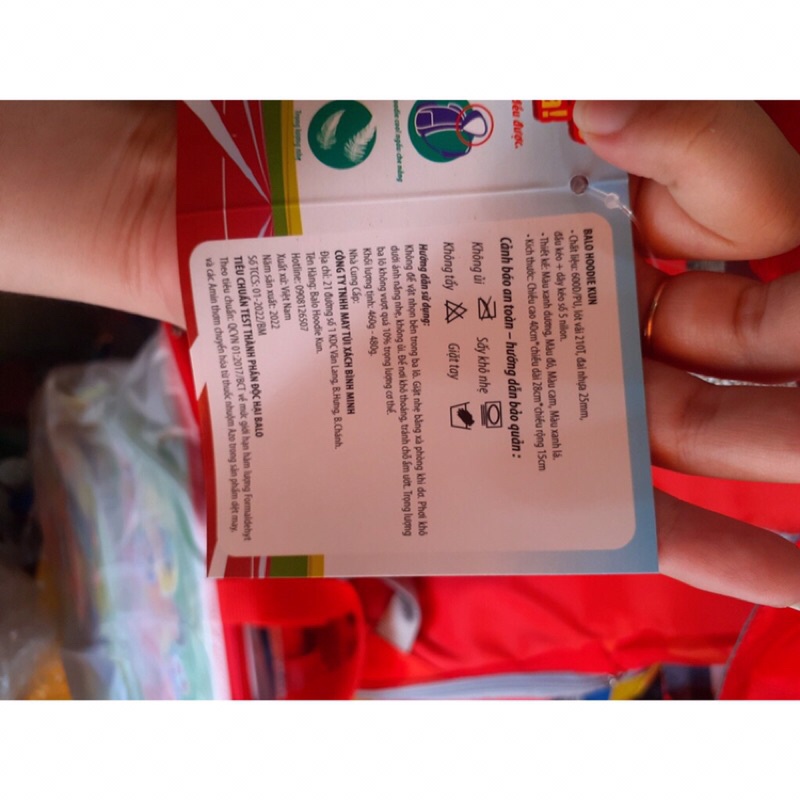 tẩy được.
Trọng lượng nhẹ
BALO HOODIE KUN
- Chất liệu: 600D/PU, lót vải 210T, đai nhựa 25mm,
đầu kéo + dây kéo số 5 nilon.
- Thiết kế: Màu xanh dương, Màu đỏ, Màu cam, Màu xanh lá.
- Kích thước: Chiều cao 40cm*chiều dài 28cm*chiều rộng 15cm
Cảnh báo an toàn – hướng dẫn bảo quản :
Không ủi Sấy khô nhẹ
Không tẩy Giặt tay
Hướng dẫn sử dụng:
Không để vật nhọn bên trong ba lô. Giặt nhẹ bằng xà phòng khi dơ. Phơi khô
dưới ánh nắng nhẹ, không ủi. Để nơi khô thoáng, tránh chỗ ẩm ướt. Trọng lượng
ba lô không vượt quá 10% trọng lượng cơ thể.
Khối lượng tịnh: 460g - 480g.
Nhà Cung Cấp:
CÔNG TY TNHH MAY TÚI XÁCH BÌNH MINH
Địa chỉ: 21 đường số 1 KDC Văn Lang, B.Hưng, B.Chánh.
Tên Hàng: Balo Hoodie Kun.
Hotline: 0908126507
Xuất xứ: Việt Nam
Năm sản xuất: 2022
Số TCCS: 01-2022/BM
TIÊU CHUẨN TEST THÀNH PHẦN ĐỘC HẠI BALO
Theo tiêu chuẩn: QCVN 01:2017/BCT về mức giới hạn hàm lượng Formaldehyt
và các Amin thơm chuyển hóa từ thuốc nhuộm Azo trong sản phẩm dệt may.